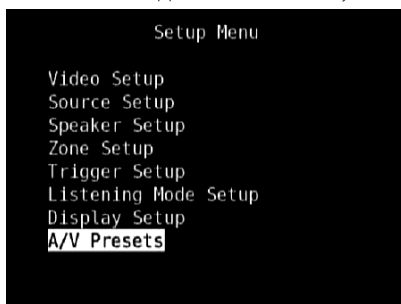 Setup Menu
Video Setup
Source Setup
Speaker Setup
Zone Setup
Trigger Setup
Listening Mode Setup
Display Setup
A/V Presets